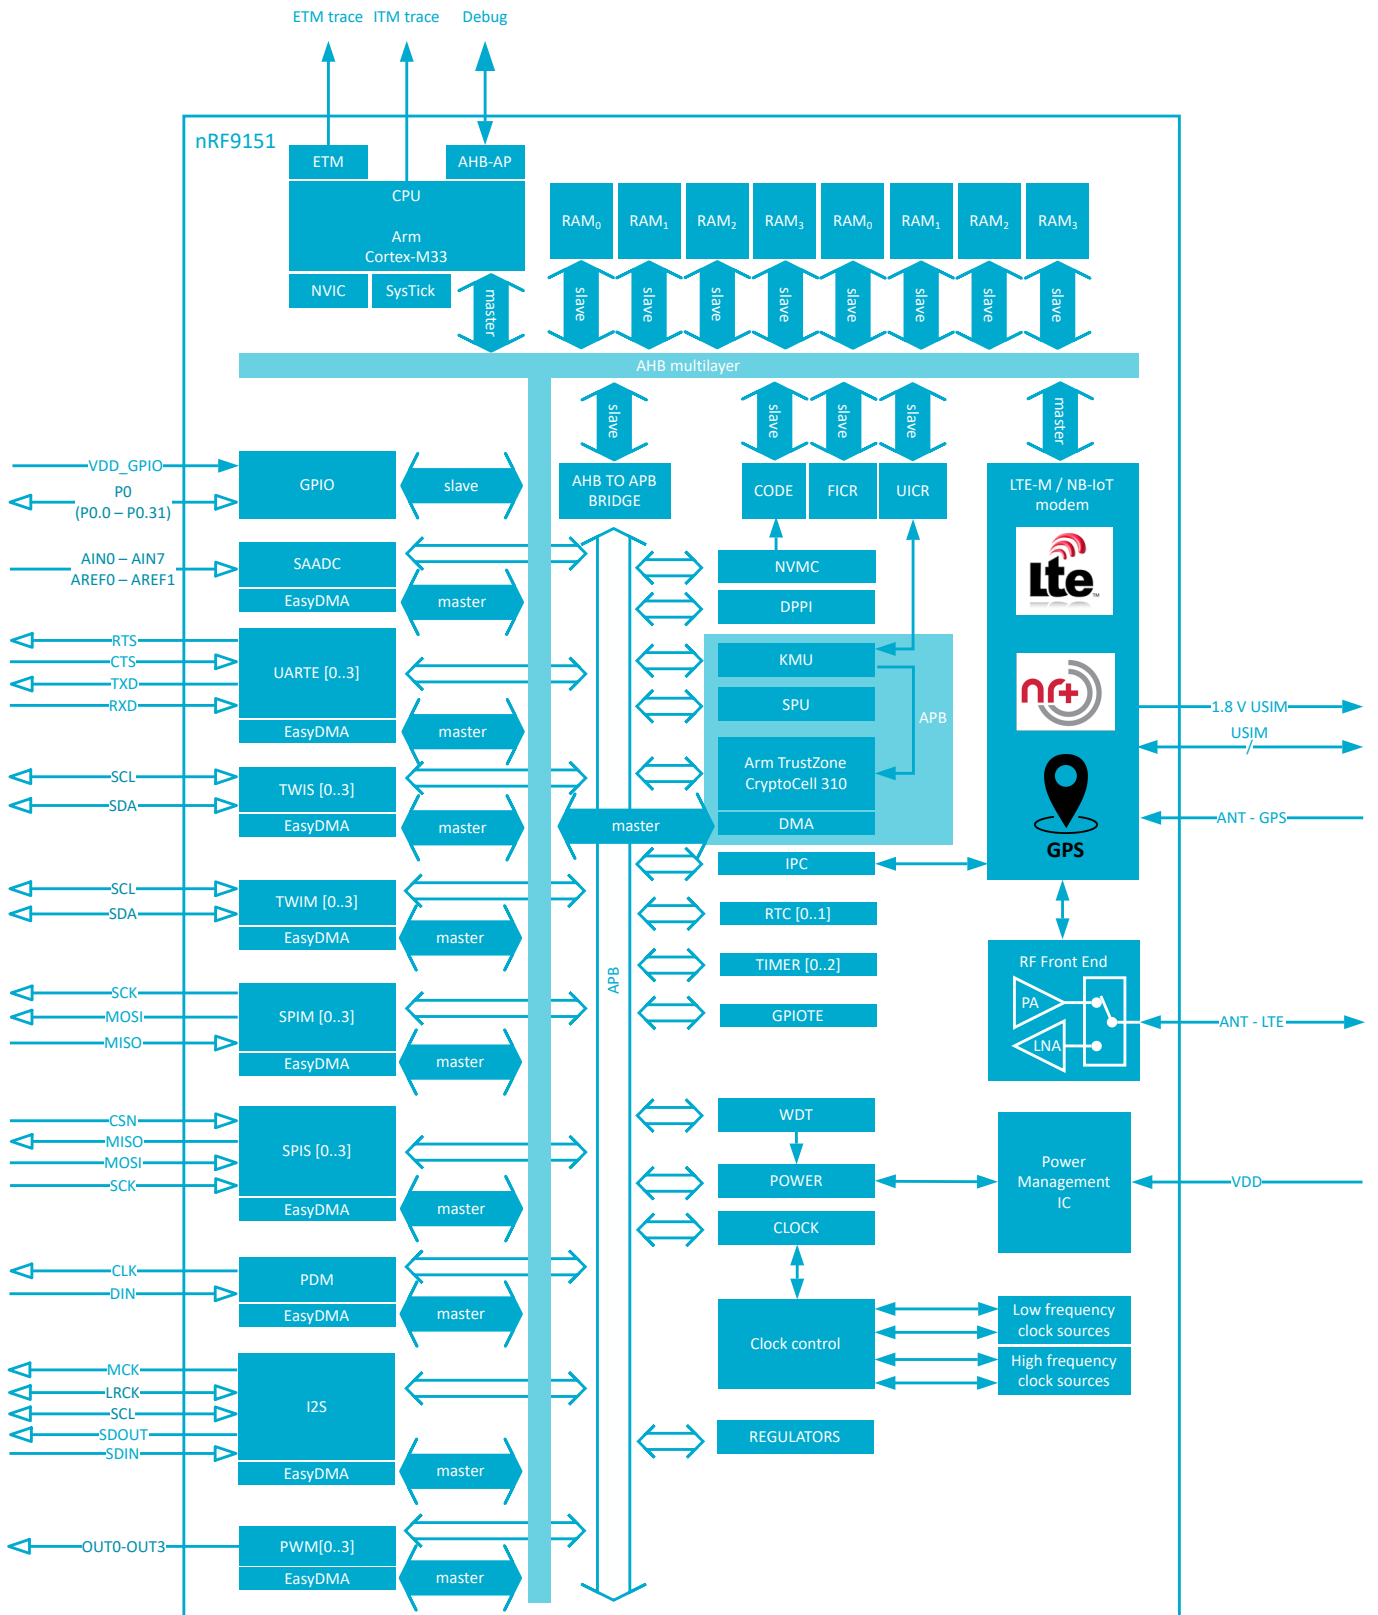 ETM trace ITM trace Debug
nRF9151
ETM
AHB-AP
CPU
Arm
Cortex-M33
NVIC
SysTick
master
RAM0
RAM1
RAM2
RAM3
RAM0
RAM1
RAM2
RAM3
slave
slave
slave
slave
slave
slave
slave
slave
AHB multilayer
slave
slave
slave
slave
master
VDD_GPIO
P0
(P0.0 – P0.31)
GPIO
slave
AHB TO APB
BRIDGE
CODE
FICR
UICR
LTE-M / NB-IoT
modem
Lte
TM
nr+
GPS
AIN0 – AIN7
AREF0 – AREF1
SAADC
EasyDMA
master
NVMC
DPPI
RTS
CTS
TXD
RXD
UARTE [0..3]
EasyDMA
master
KMU
SPU
APB
Arm TrustZone
CryptoCell 310
DMA
master
1.8 V USIM
USIM
/
ANT - GPS
SCL
SDA
TWIS [0..3]
EasyDMA
master
IPC
SCL
SDA
TWIM [0..3]
EasyDMA
master
RTC [0..1]
TIMER [0..2]
GPIOTE
APB
RF Front End
PA
LNA
ANT - LTE
SCK
MOSI
MISO
SPIM [0..3]
EasyDMA
master
CSN
MISO
MOSI
SCK
SPIS [0..3]
EasyDMA
master
WDT
POWER
CLOCK
Power
Management
IC
VDD
CLK
DIN
PDM
EasyDMA
master
Clock control
Low frequency
clock sources
High frequency
clock sources
MCK
LRCK
SCL
SDOUT
SDIN
I2S
EasyDMA
master
REGULATORS
OUT0-OUT3
PWM[0..3]
EasyDMA
master